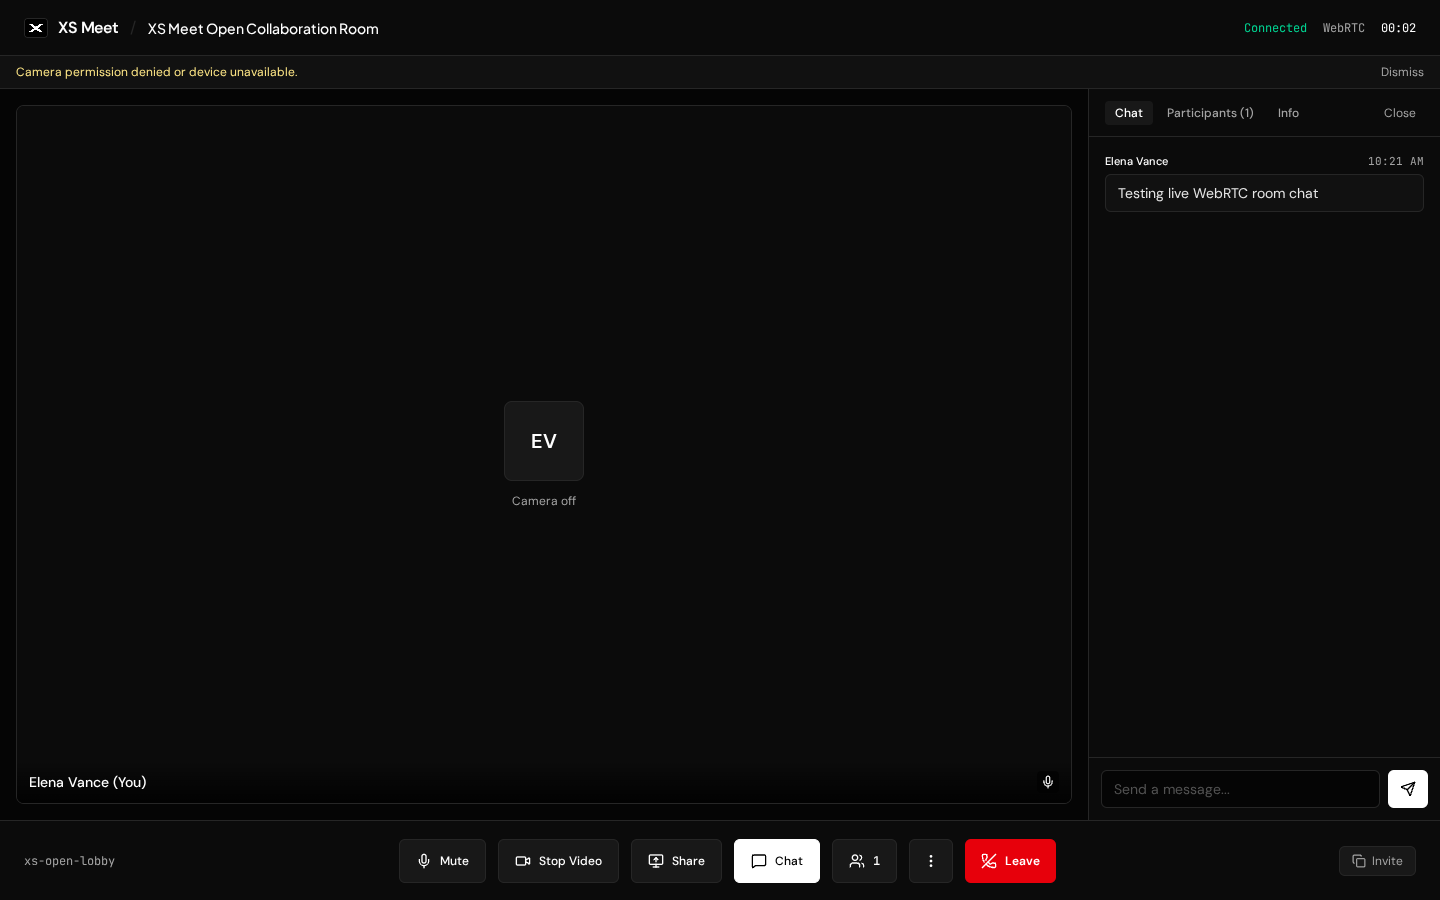 XS Meet / XS Meet Open Collaboration Room
Connected WebRTC 00:02
Camera permission denied or device unavailable.
Dismiss
Chat Participants (1) Info Close
Elena Vance 10:21 AM
Testing live WebRTC room chat
EV
Camera off
Elena Vance (You)
Send a message...
xs-open-lobby
Mute Stop Video Share Chat 1 Leave
Invite